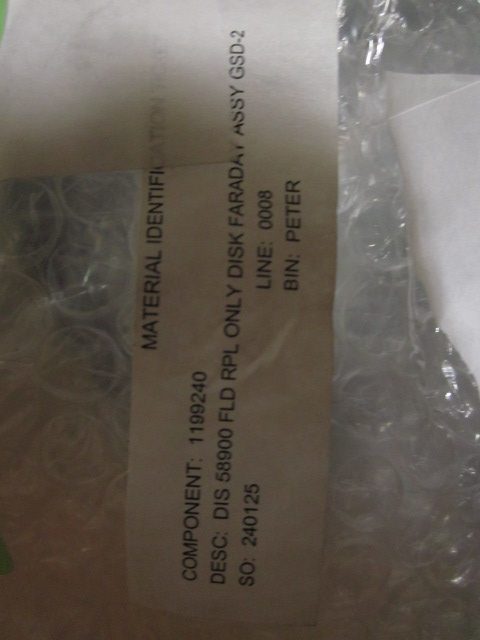 MATERIAL IDENTIFICATION
COMPONENT: 1199240
DESC: DIS 58900 FLD RPL ONLY DISK FARADAY ASSY GSD-2
SO: 240125 LINE: 0008
BIN: PETER